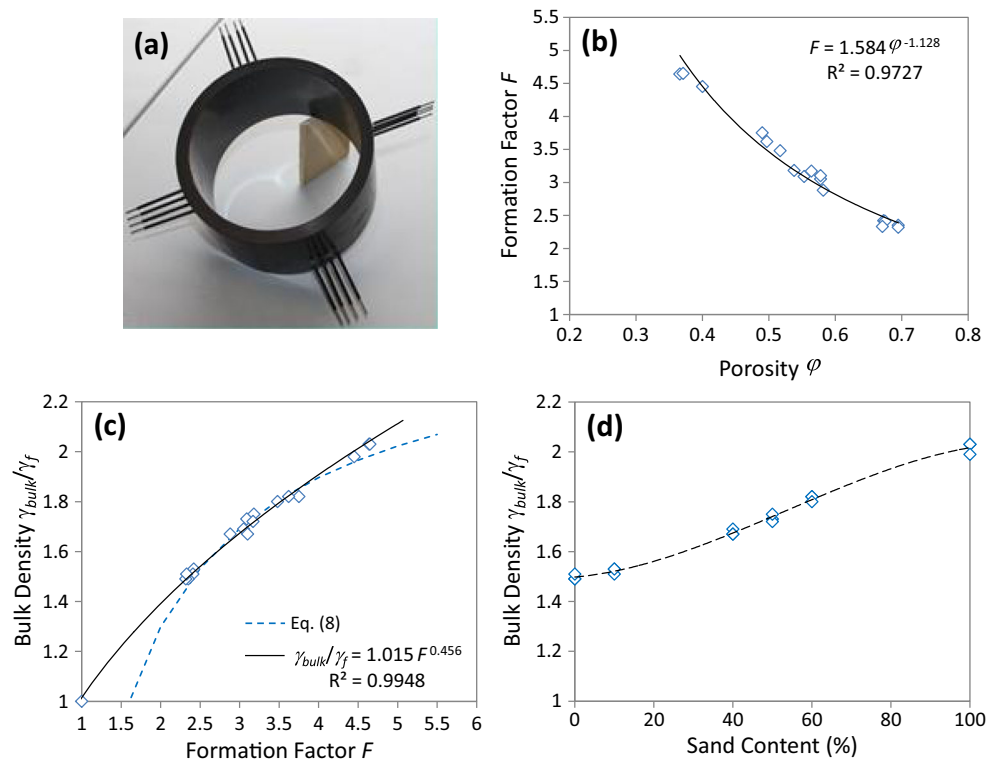 (a)
(b)
F = 1.584 φ^-1.128
R² = 0.9727
Formation Factor F
5.5
5
4.5
4
3.5
3
2.5
2
1.5
1
0.2 0.3 0.4 0.5 0.6 0.7 0.8
Porosity φ
(c)
Bulk Density γbulk/γf
2.2
2
1.8
1.6
1.4
1.2
1
Eq. (8)
γbulk/γf = 1.015 F^0.456
R² = 0.9948
1 1.5 2 2.5 3 3.5 4 4.5 5 5.5 6
Formation Factor F
(d)
Bulk Density γbulk/γf
2.2
2
1.8
1.6
1.4
1.2
1
0 20 40 60 80 100
Sand Content (%)